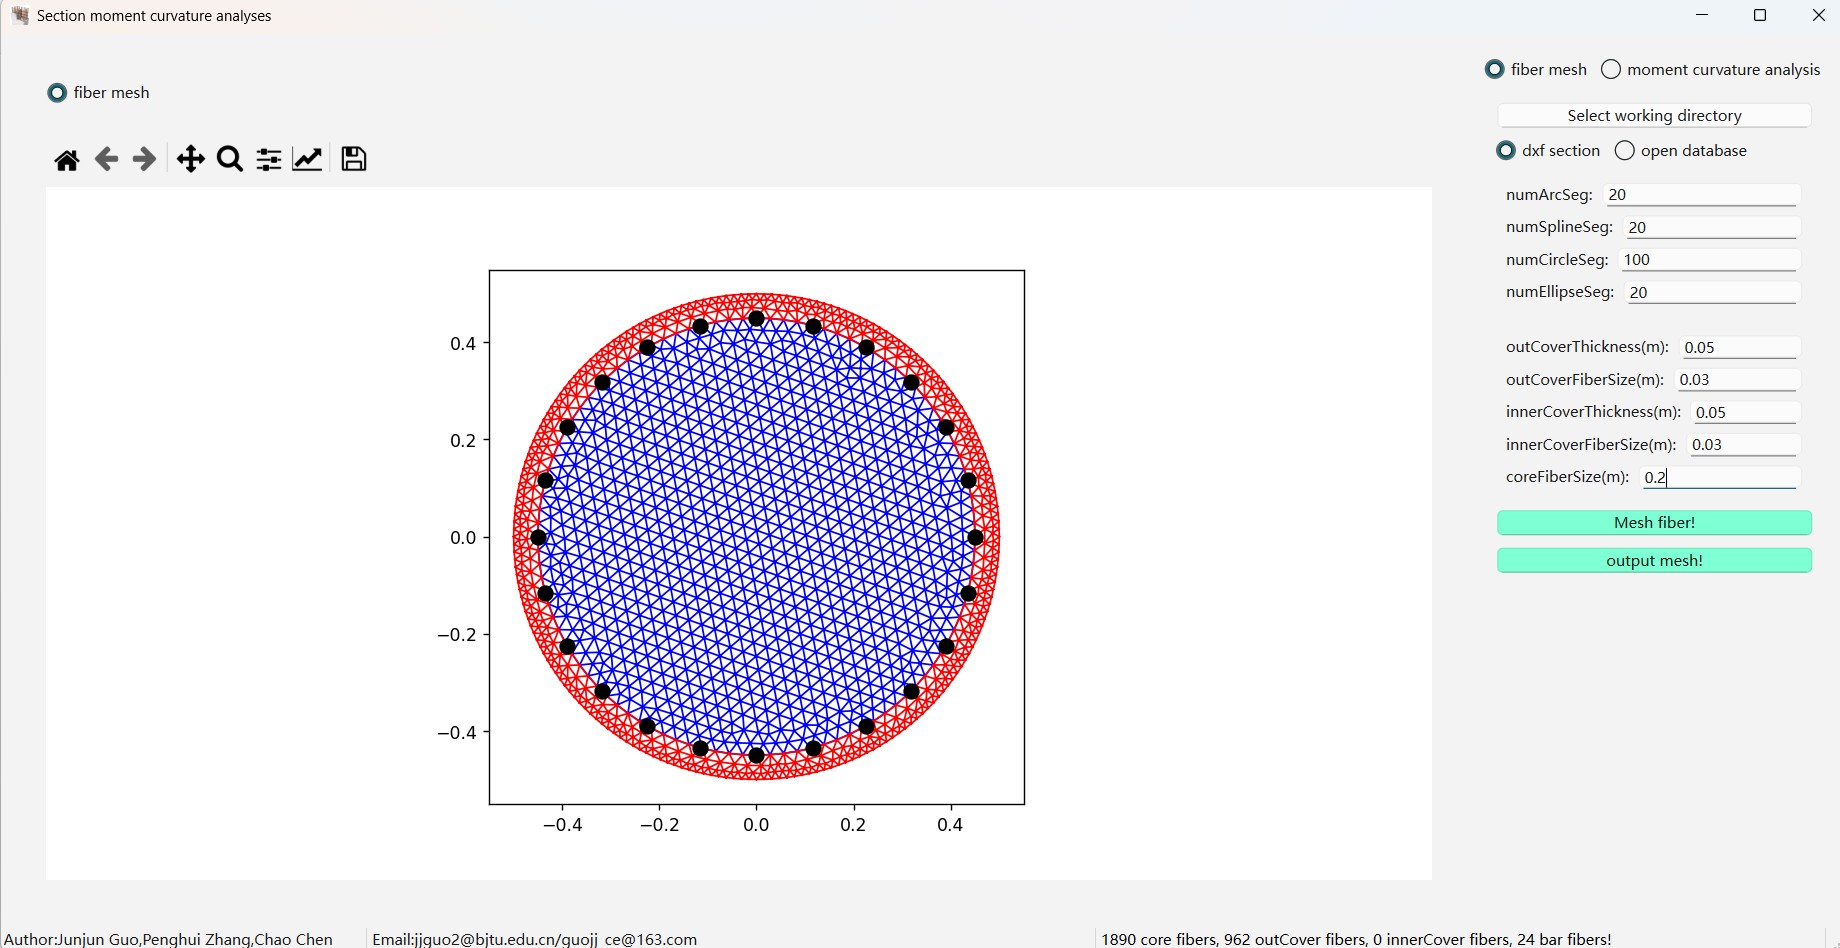 Section moment curvature analyses
fiber mesh
fiber mesh moment curvature analysis
Select working directory
dxf section open database
numArcSeg: 20
numSplineSeg: 20
numCircleSeg: 100
numEllipseSeg: 20
outCoverThickness(m): 0.05
outCoverFiberSize(m): 0.03
innerCoverThickness(m): 0.05
innerCoverFiberSize(m): 0.03
coreFiberSize(m): 0.2
Mesh fiber!
output mesh!
0.4
0.2
0.0
−0.2
−0.4
−0.4 −0.2 0.0 0.2 0.4
Author:Junjun Guo,Penghui Zhang,Chao Chen
Email:jjguo2@bjtu.edu.cn/guojj_ce@163.com
1890 core fibers, 962 outCover fibers, 0 innerCover fibers, 24 bar fibers!